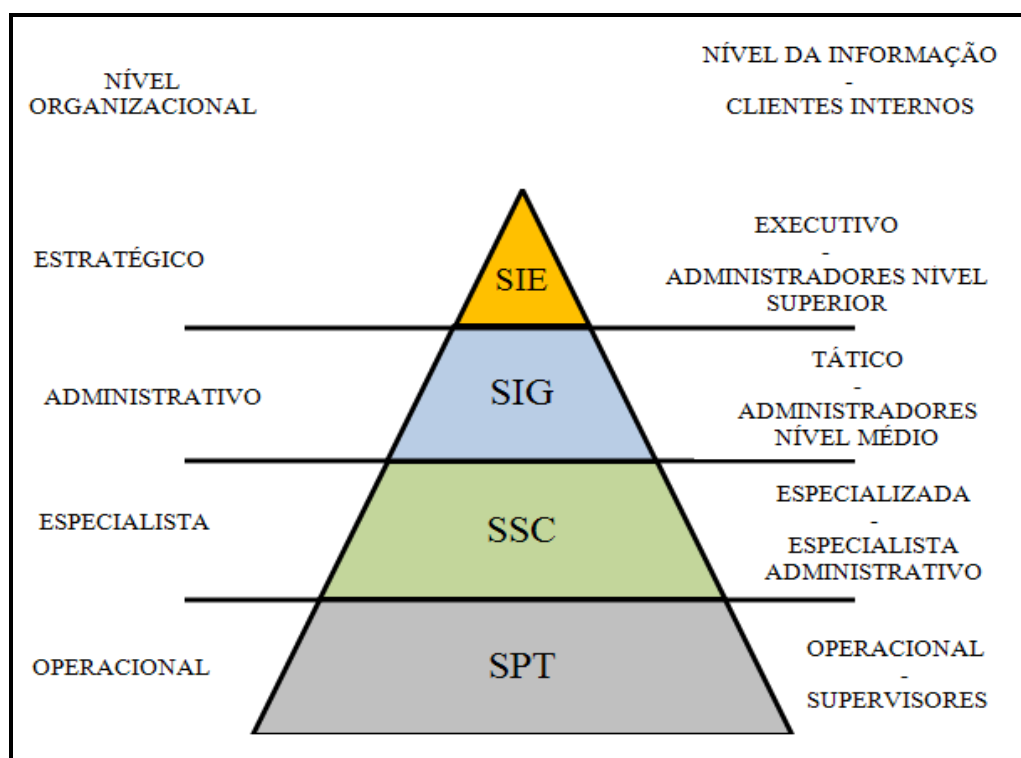 NÍVEL
ORGANIZACIONAL
NÍVEL DA INFORMAÇÃO
-
CLIENTES INTERNOS
ESTRATÉGICO
SIE
EXECUTIVO
-
ADMINISTRADORES NÍVEL
SUPERIOR
ADMINISTRATIVO
SIG
TÁTICO
-
ADMINISTRADORES
NÍVEL MÉDIO
ESPECIALISTA
SSC
ESPECIALIZADA
-
ESPECIALISTA
ADMINISTRATIVO
OPERACIONAL
SPT
OPERACIONAL
-
SUPERVISORES